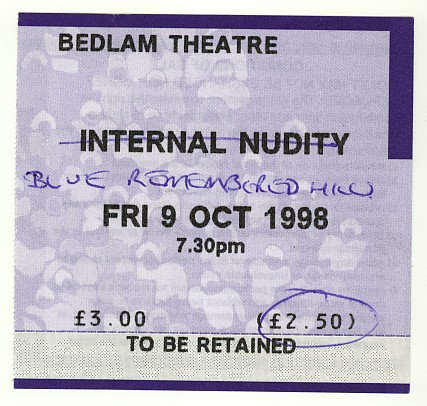 BEDLAM THEATRE
INTERNAL NUDITY
BLUE REMEMBERED HILLS
FRI 9 OCT 1998
7.30pm
£3.00 (£2.50)
TO BE RETAINED